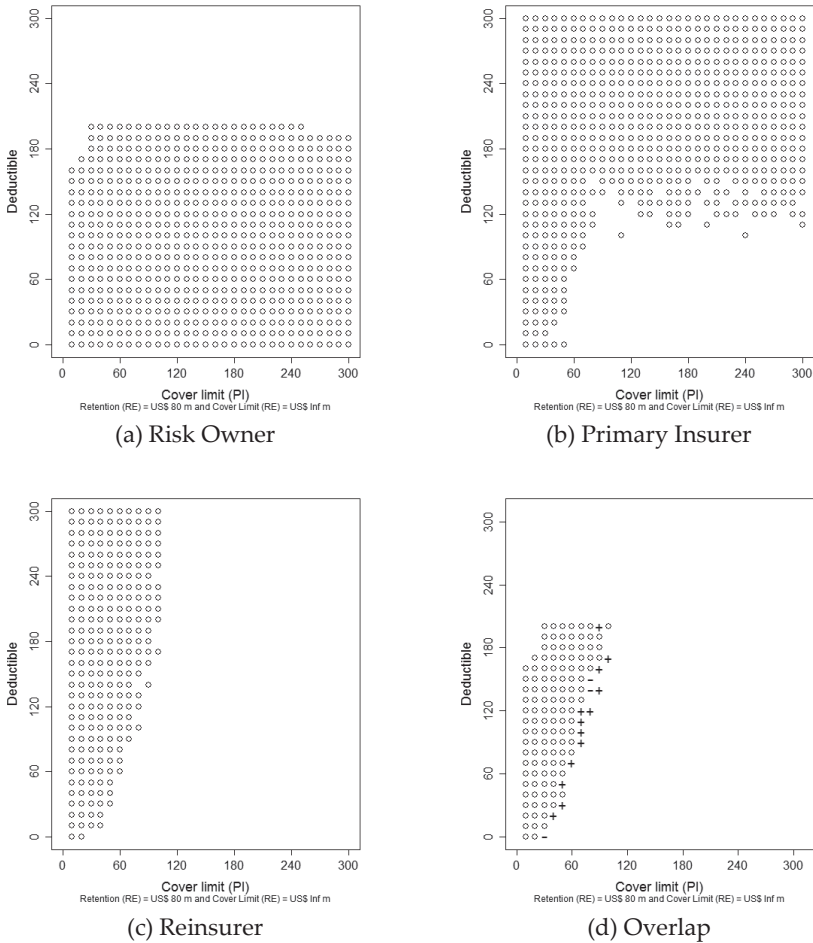 300
240
180
120
60
0
Deductible
0 60 120 180 240 300
Cover limit (PI)
Retention (RE) = US$ 80 m and Cover Limit (RE) = US$ Inf m
(a) Risk Owner
300
240
180
120
60
0
Deductible
0 60 120 180 240 300
Cover limit (PI)
Retention (RE) = US$ 80 m and Cover Limit (RE) = US$ Inf m
(b) Primary Insurer
300
240
180
120
60
0
Deductible
0 60 120 180 240 300
Cover limit (PI)
Retention (RE) = US$ 80 m and Cover Limit (RE) = US$ Inf m
(c) Reinsurer
300
240
180
120
60
0
Deductible
0 60 120 180 240 300
Cover limit (PI)
Retention (RE) = US$ 80 m and Cover Limit (RE) = US$ Inf m
(d) Overlap